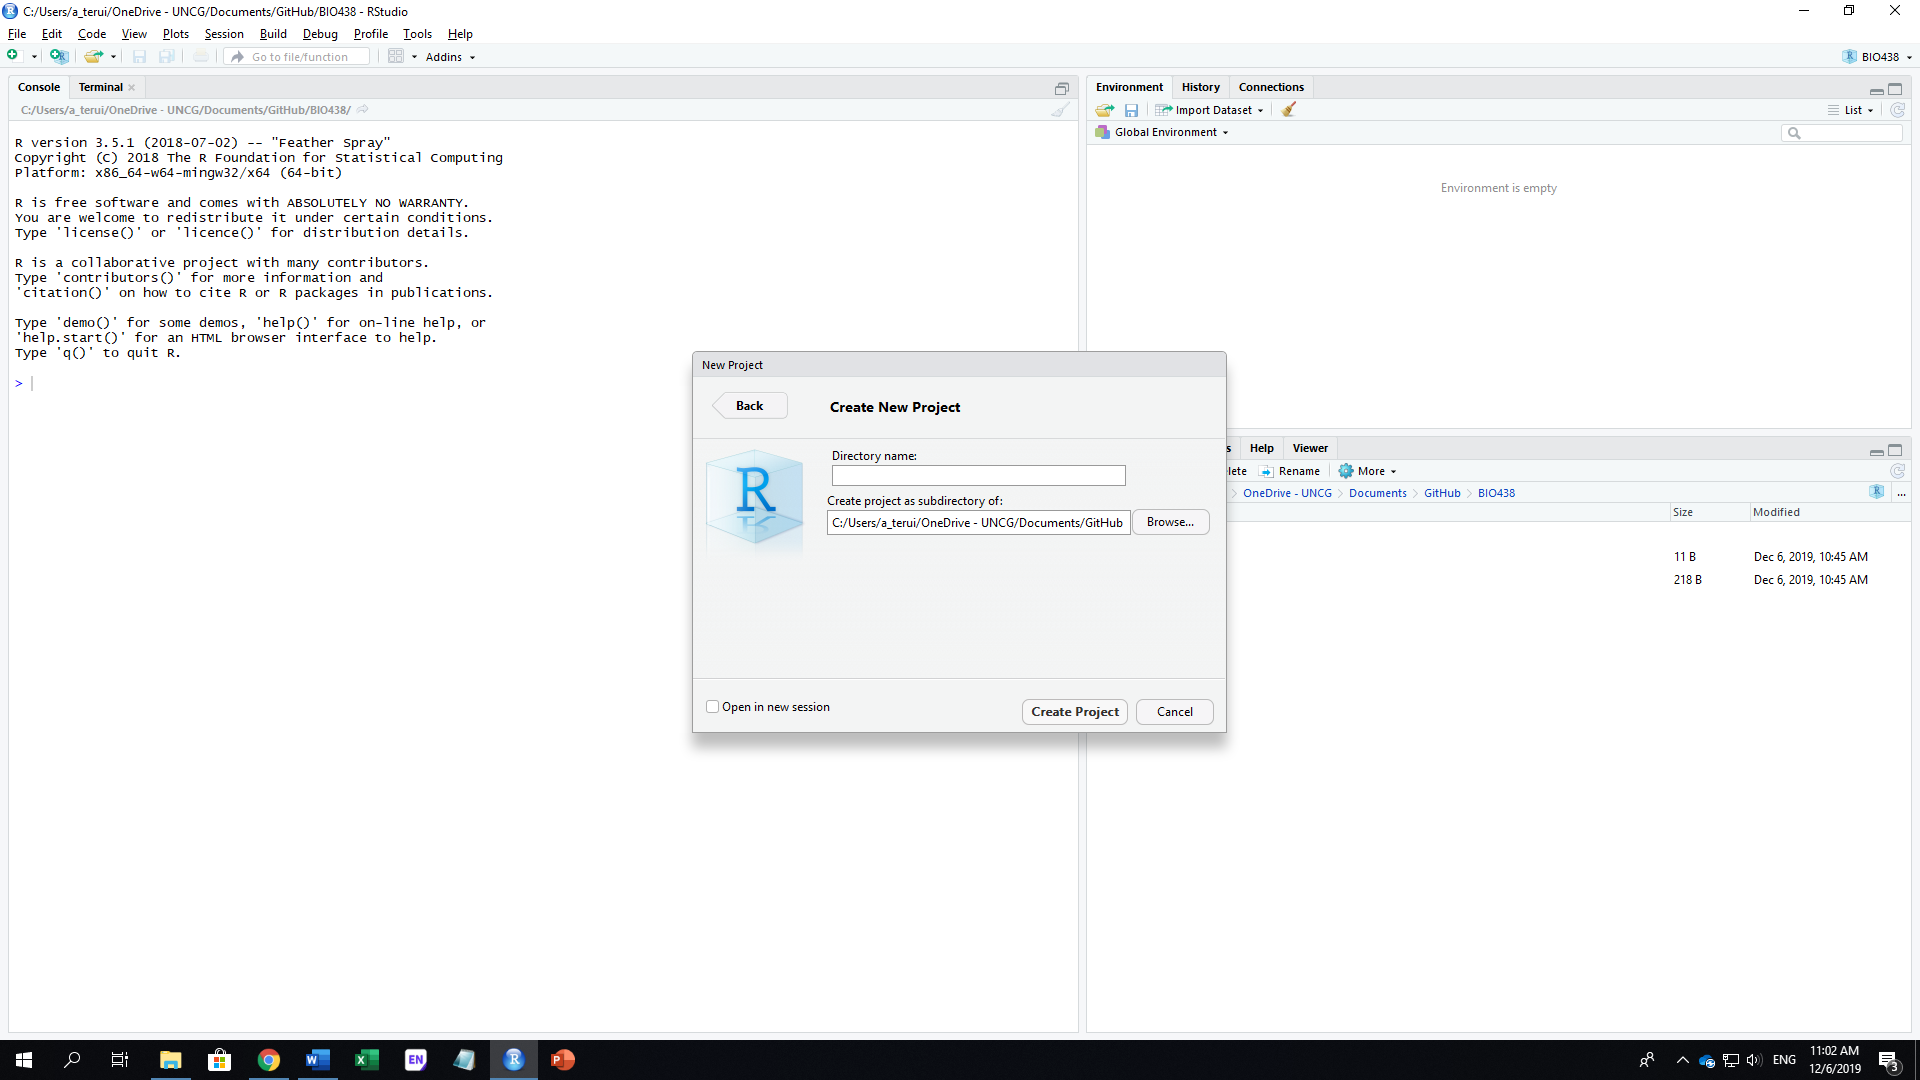 C:/Users/a_terui/OneDrive - UNCG/Documents/GitHub/BIO438 - RStudio
File Edit Code View Plots Session Build Debug Profile Tools Help
Go to file/function Addins BIO438
Console Terminal
C:/Users/a_terui/OneDrive - UNCG/Documents/GitHub/BIO438/
R version 3.5.1 (2018-07-02) -- "Feather Spray"
Copyright (C) 2018 The R Foundation for Statistical Computing
Platform: x86_64-w64-mingw32/x64 (64-bit)
R is free software and comes with ABSOLUTELY NO WARRANTY.
You are welcome to redistribute it under certain conditions.
Type 'license()' or 'licence()' for distribution details.
R is a collaborative project with many contributors.
Type 'contributors()' for more information and
'citation()' on how to cite R or R packages in publications.
Type 'demo()' for some demos, 'help()' for on-line help, or
'help.start()' for an HTML browser interface to help.
Type 'q()' to quit R.
>
Environment History Connections
Import Dataset List
Global Environment
Environment is empty
New Project
Back Create New Project
R
Directory name:
Create project as subdirectory of:
C:/Users/a_terui/OneDrive - UNCG/Documents/GitHub Browse...
Open in new session Create Project Cancel
s Help Viewer
lete Rename More
OneDrive - UNCG Documents GitHub BIO438 ...
Size Modified
11 B Dec 6, 2019, 10:45 AM
218 B Dec 6, 2019, 10:45 AM
EN
ENG
11:02 AM
12/6/2019
3